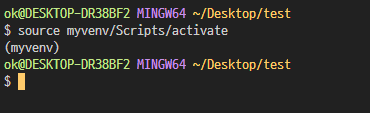 ok@DESKTOP-DR38BF2 MINGW64 ~/Desktop/test
$ source myvenv/Scripts/activate
(myvenv)
ok@DESKTOP-DR38BF2 MINGW64 ~/Desktop/test
$